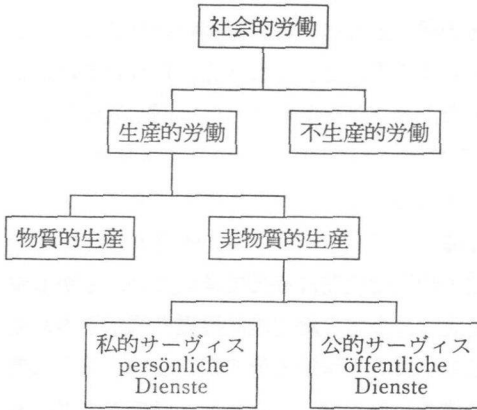 社会的労働
生産的労働
不生産的労働
物質的生産
非物質的生産
私的サーヴィス
persönliche
Dienste
公的サーヴィス
öffentliche
Dienste